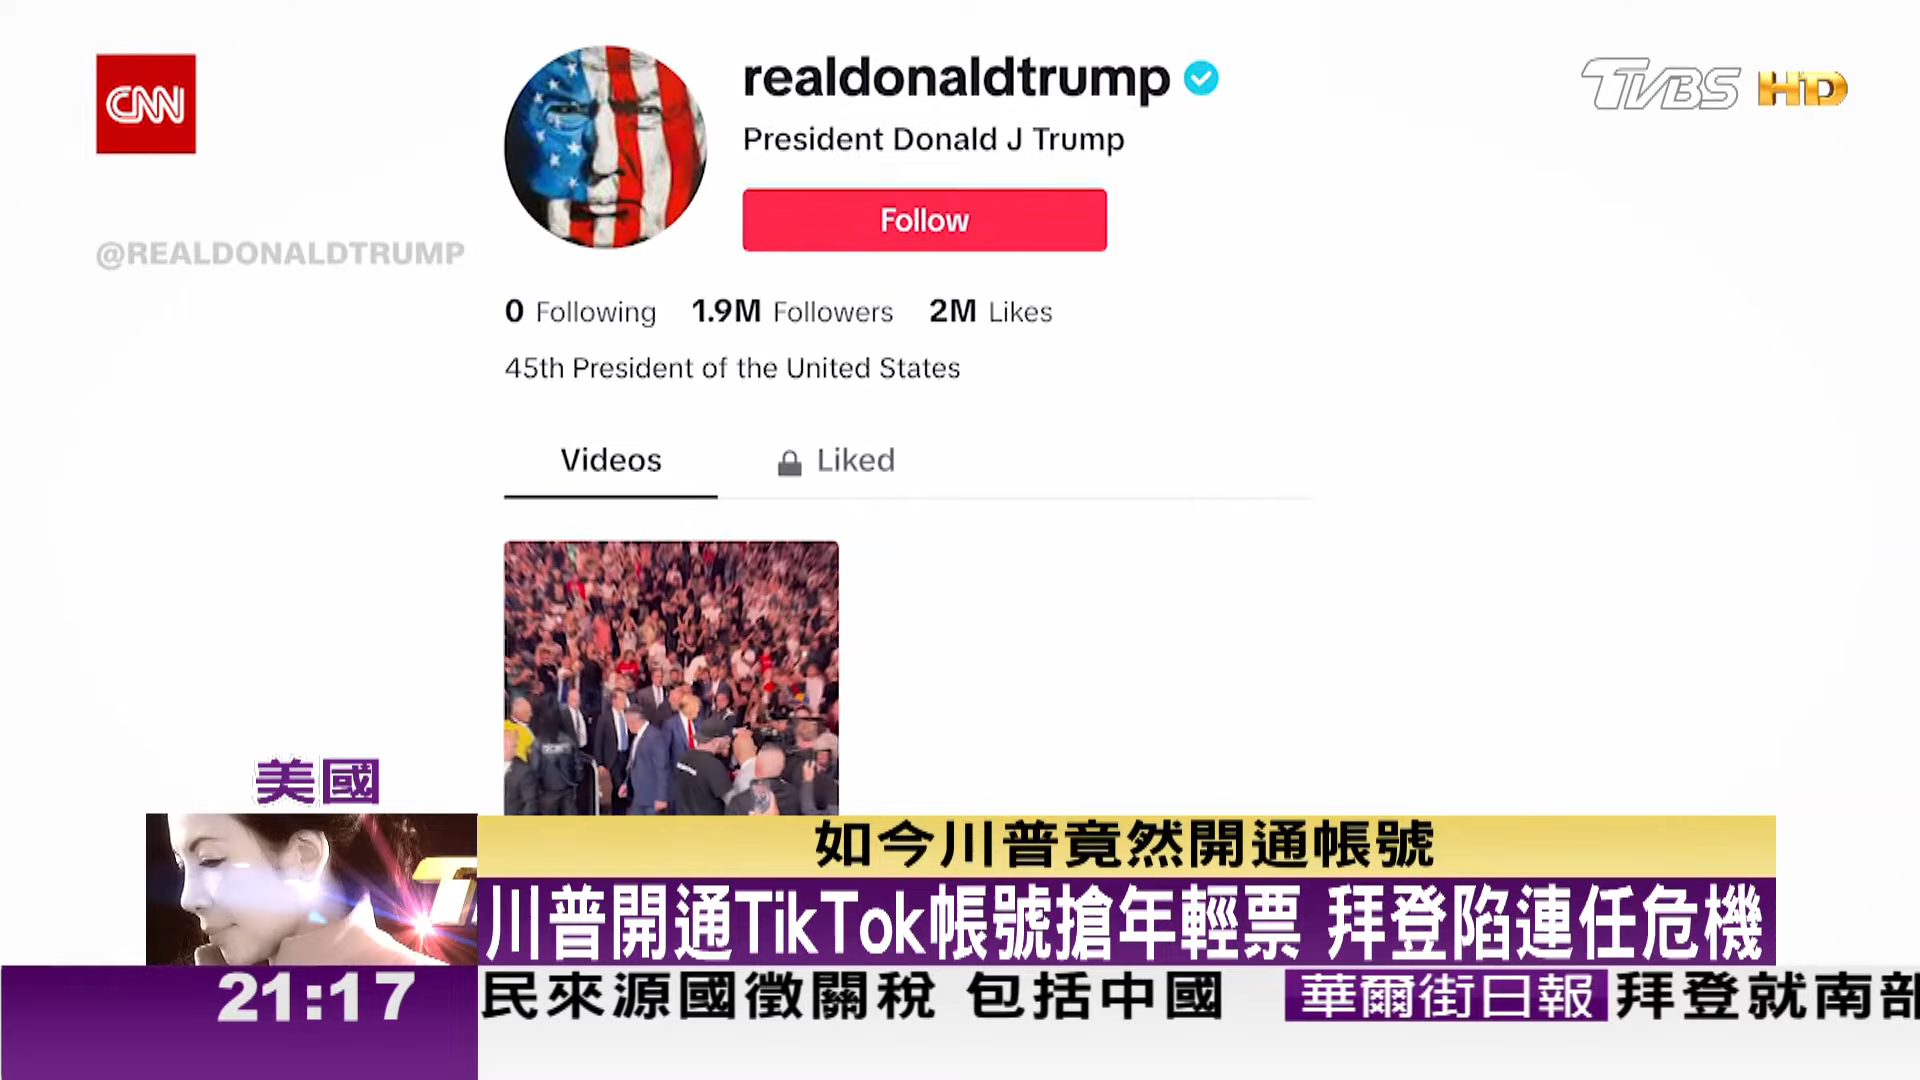 CNN
TVBS HD
@REALDONALDTRUMP
realdonaldtrump
President Donald J Trump
Follow
0 Following 1.9M Followers 2M Likes
45th President of the United States
Videos Liked
美國
如今川普竟然開通帳號
川普開通TikTok帳號搶年輕票 拜登陷連任危機
21:17
民來源國徵關稅 包括中國 華爾街日報 拜登就南部